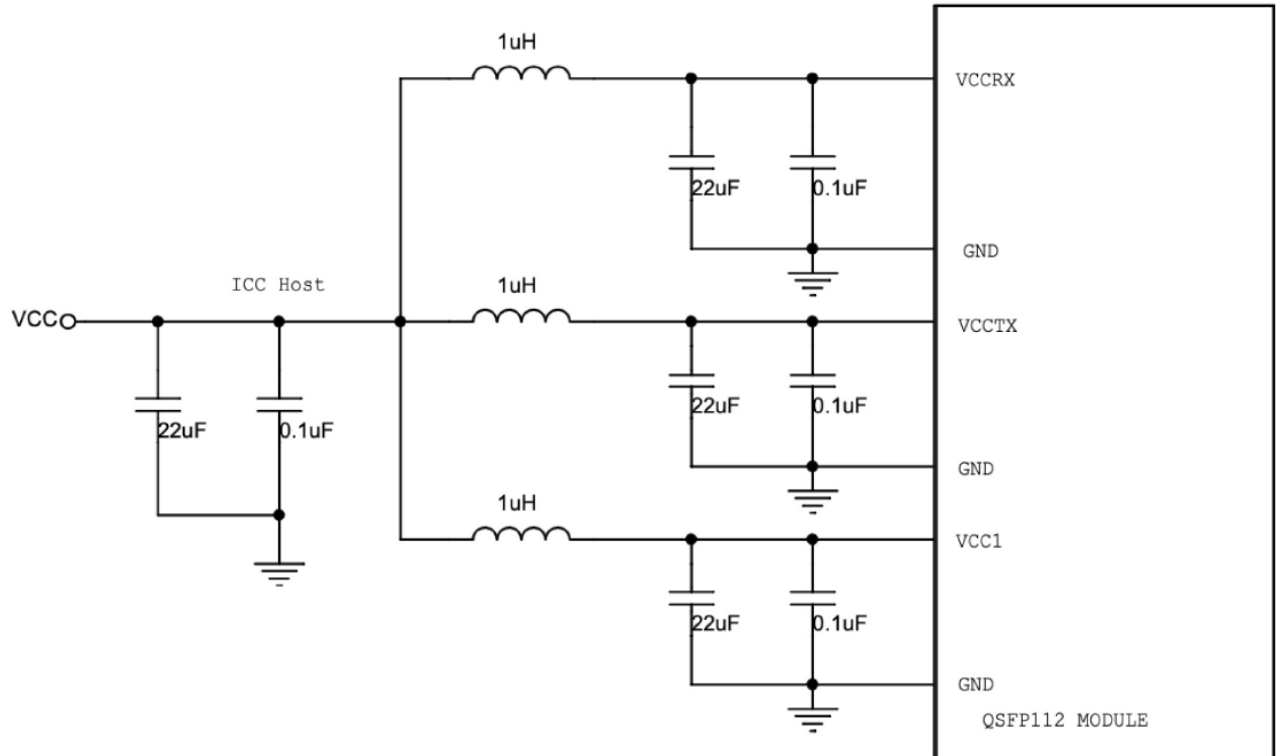 1uH
VCCRX
22uF
0.1uF
GND
ICC Host
1uH
VCC
VCCTX
22uF
0.1uF
22uF
0.1uF
GND
1uH
VCC1
22uF
0.1uF
GND
QSFP112 MODULE